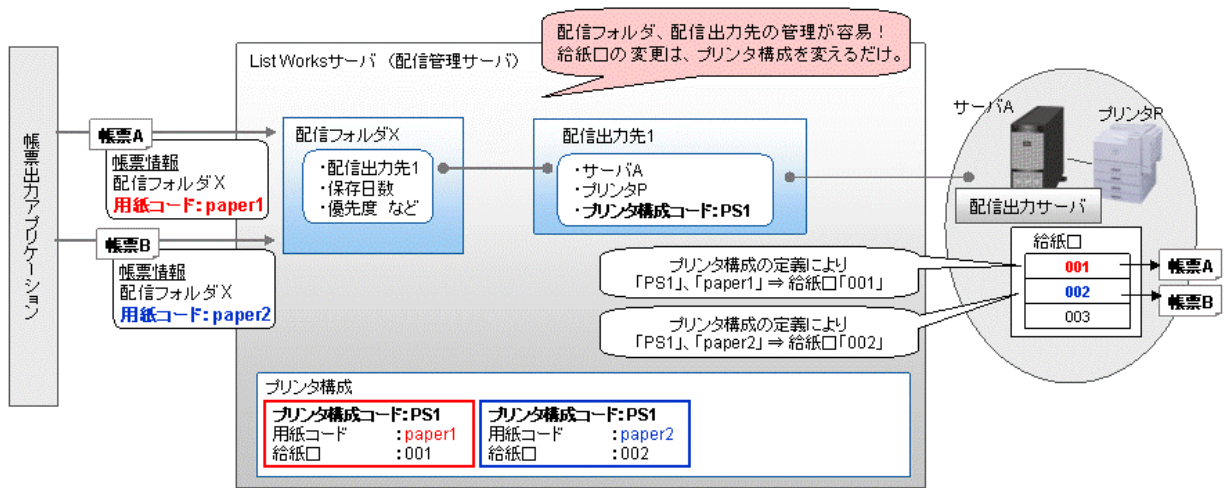 配信フォルダ、配信出力先の管理が容易！
給紙口の変更は、プリンタ構成を変えるだけ。
List Worksサーバ（配信管理サーバ）
帳票出力アプリケーション
帳票A
帳票情報
配信フォルダX
用紙コード：paper1
帳票B
帳票情報
配信フォルダX
用紙コード：paper2
配信フォルダX
・配信出力先1
・保存日数
・優先度 など
配信出力先1
・サーバA
・プリンタP
・プリンタ構成コード：PS1
サーバA
プリンタP
配信出力サーバ
給紙口
001
002
003
帳票A
帳票B
プリンタ構成の定義により
「PS1」、「paper1」⇒給紙口「001」
プリンタ構成の定義により
「PS1」、「paper2」⇒給紙口「002」
プリンタ構成
プリンタ構成コード：PS1
用紙コード ：paper1
給紙口 ：001
プリンタ構成コード：PS1
用紙コード ：paper2
給紙口 ：002